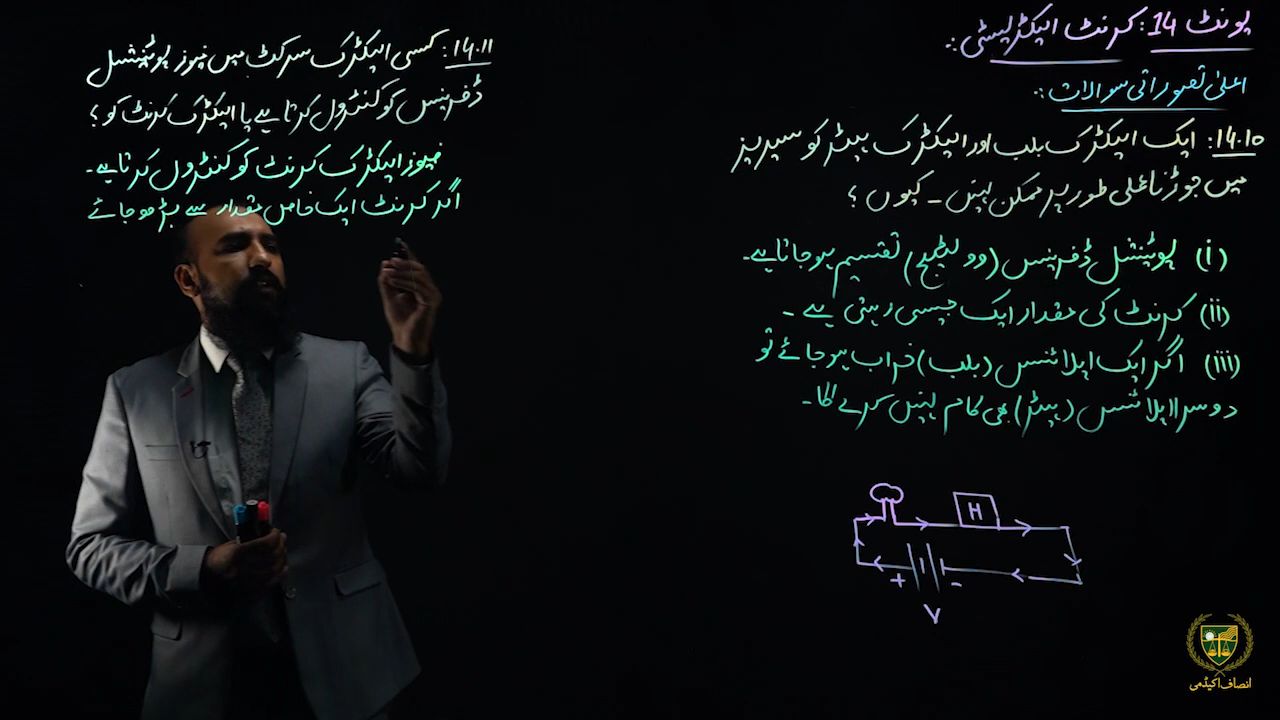 یونٹ 14: کرنٹ الیکٹریسٹی:۔
اعلیٰ تصوراتی سوالات:۔
14.10: ایک الیکٹرک بلب اور الیکٹرک ہیٹر کو سیریز
میں جوڑنا عملی طور پر ممکن نہیں ۔ کیوں ؟
(i) پوٹینشل ڈفرینس (وولٹیج) تقسیم ہو جاتا ہے۔
(ii) کرنٹ کی مقدار ایک جیسی رہتی ہے ۔
(iii) اگر ایک اپلائنس (بلب) خراب ہو جائے تو
دوسرا اپلائنس (ہیٹر) بھی کام نہیں کرے گا۔
H
+ -
V
14.11: کسی الیکٹرک سرکٹ میں فیوز پوٹینشل
ڈفرینس کو کنٹرول کرتا ہے یا الیکٹرک کرنٹ کو ؟
فیوز الیکٹرک کرنٹ کو کنٹرول کرتا ہے۔
اگر کرنٹ ایک خاص مقدار سے بڑھ جائے
انصاف اکیڈمی